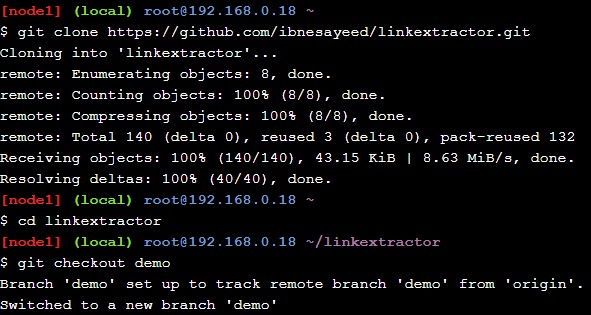 [node1] (local) root@192.168.0.18 ~
$ git clone https://github.com/ibnesayeed/linkextractor.git
Cloning into 'linkextractor'...
remote: Enumerating objects: 8, done.
remote: Counting objects: 100% (8/8), done.
remote: Compressing objects: 100% (8/8), done.
remote: Total 140 (delta 0), reused 3 (delta 0), pack-reused 132
Receiving objects: 100% (140/140), 43.15 KiB | 8.63 MiB/s, done.
Resolving deltas: 100% (40/40), done.
[node1] (local) root@192.168.0.18 ~
$ cd linkextractor
[node1] (local) root@192.168.0.18 ~/linkextractor
$ git checkout demo
Branch 'demo' set up to track remote branch 'demo' from 'origin'.
Switched to a new branch 'demo'